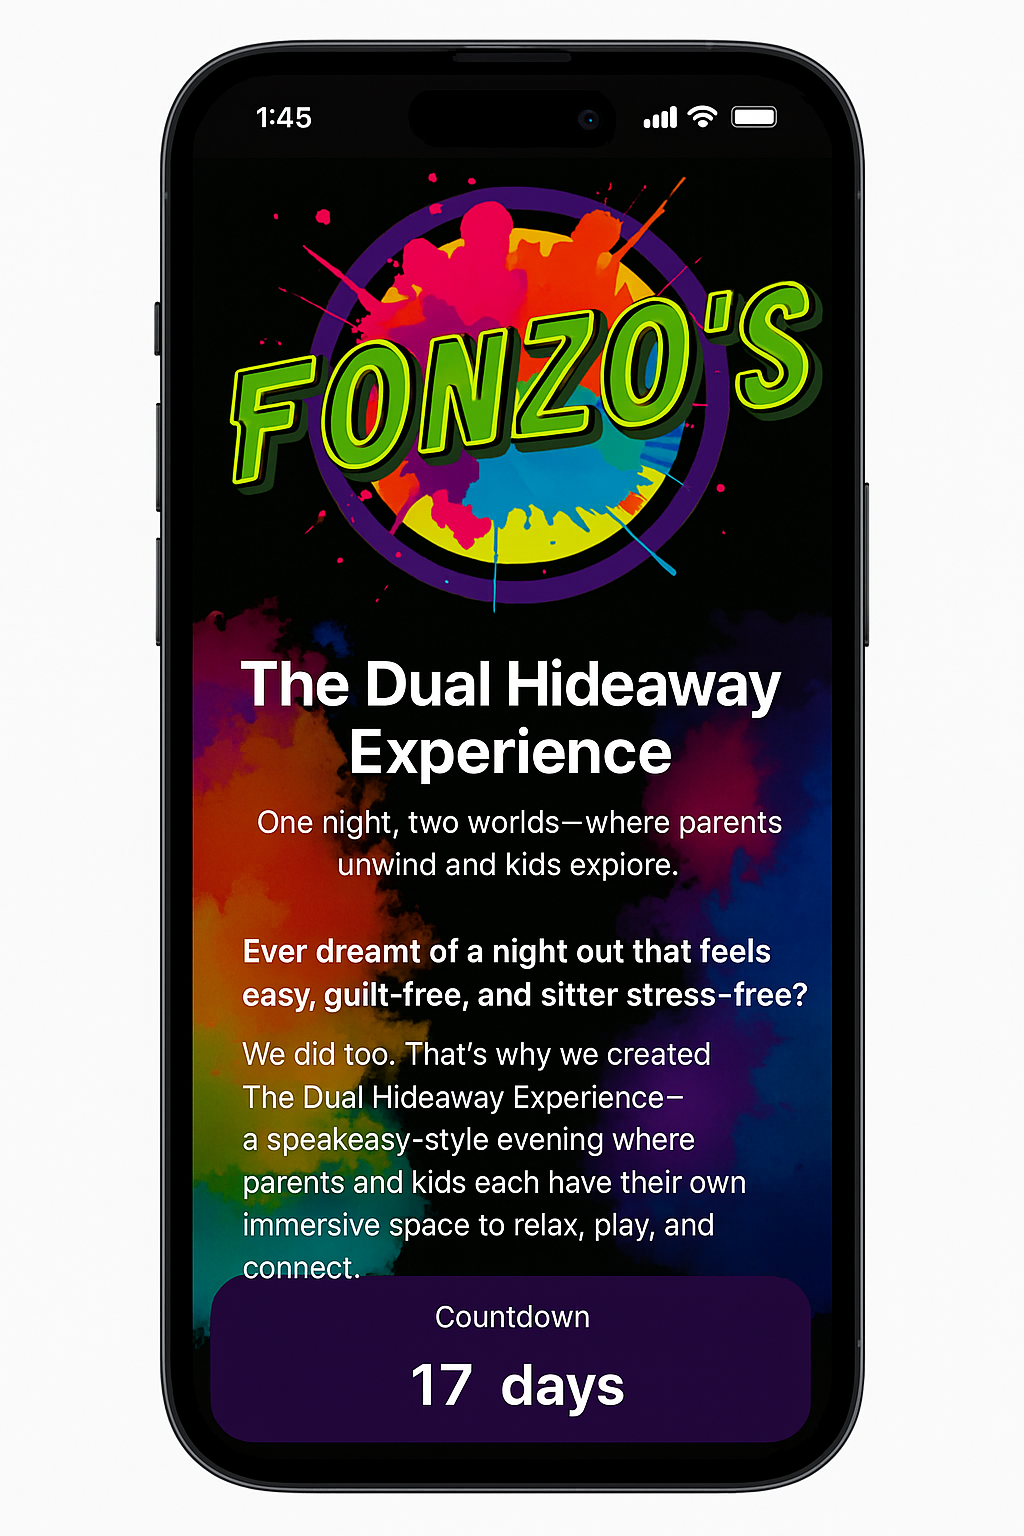 1:45
FONZO'S
The Dual Hideaway
Experience
One night, two worlds—where parents
unwind and kids explore.
Ever dreamt of a night out that feels
easy, guilt-free, and sitter stress-free?
We did too. That's why we created
The Dual Hideaway Experience—
a speakeasy-style evening where
parents and kids each have their own
immersive space to relax, play, and
connect.
Countdown
17 days